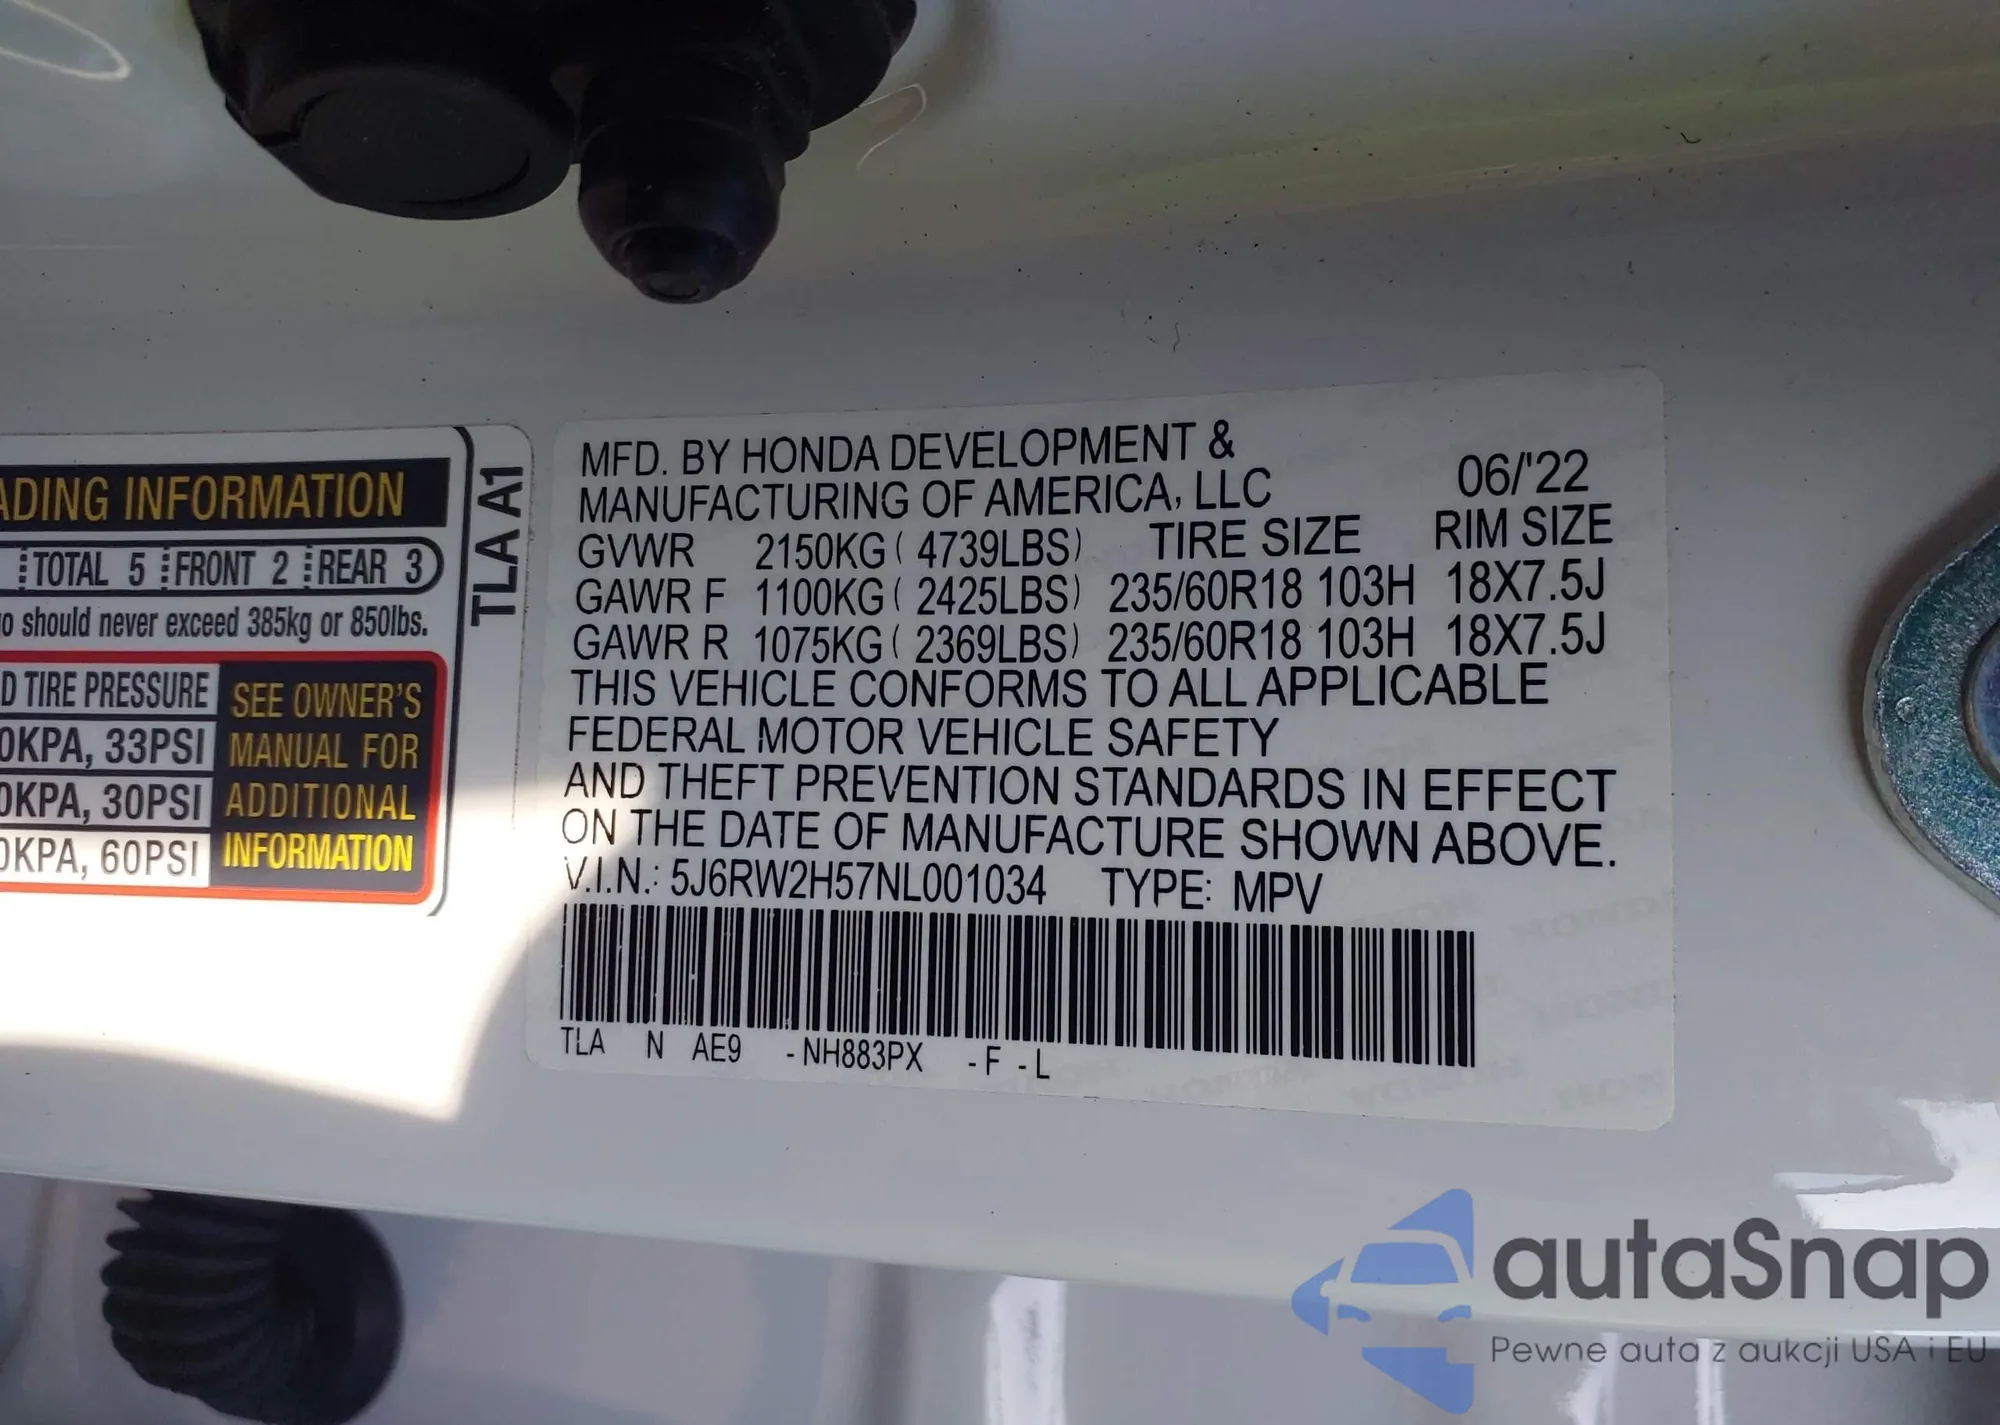 ADING INFORMATION
TOTAL 5 FRONT 2 REAR 3
should never exceed 385kg or 850lbs.
TIRE PRESSURE
0KPA, 33PSI
0KPA, 30PSI
0KPA, 60PSI
SEE OWNER'S
MANUAL FOR
ADDITIONAL
INFORMATION
TLA A1
MFD. BY HONDA DEVELOPMENT &
MANUFACTURING OF AMERICA, LLC 06/'22
GVWR 2150KG ( 4739LBS) TIRE SIZE RIM SIZE
GAWR F 1100KG ( 2425LBS) 235/60R18 103H 18X7.5J
GAWR R 1075KG ( 2369LBS) 235/60R18 103H 18X7.5J
THIS VEHICLE CONFORMS TO ALL APPLICABLE
FEDERAL MOTOR VEHICLE SAFETY
AND THEFT PREVENTION STANDARDS IN EFFECT
ON THE DATE OF MANUFACTURE SHOWN ABOVE.
V.I.N.: 5J6RW2H57NL001034 TYPE: MPV
TLA N AE9 - NH883PX - F - L
autaSnap
Pewne auta z aukcji USA i EU